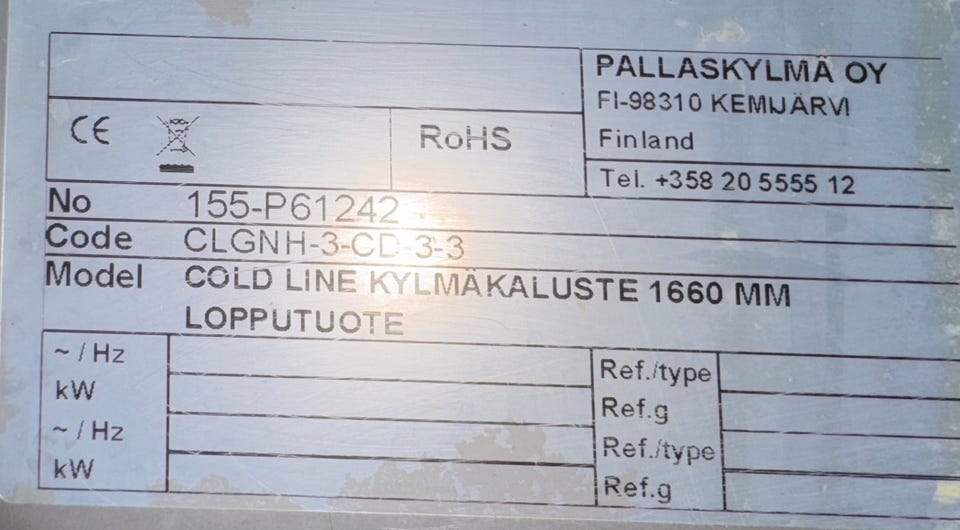 PALLASKYLMÄ OY
FI-98310 KEMIJÄRVI
Finland
Tel. +358 20 5555 12
CE
RoHS
No 155-P61242
Code CLGNH-3-CD-3-3
Model COLD LINE KYLMÄKALUSTE 1660 MM
LOPPUTUOTE
~ / Hz
kW
~ / Hz
kW
Ref./type
Ref.g
Ref./type
Ref.g